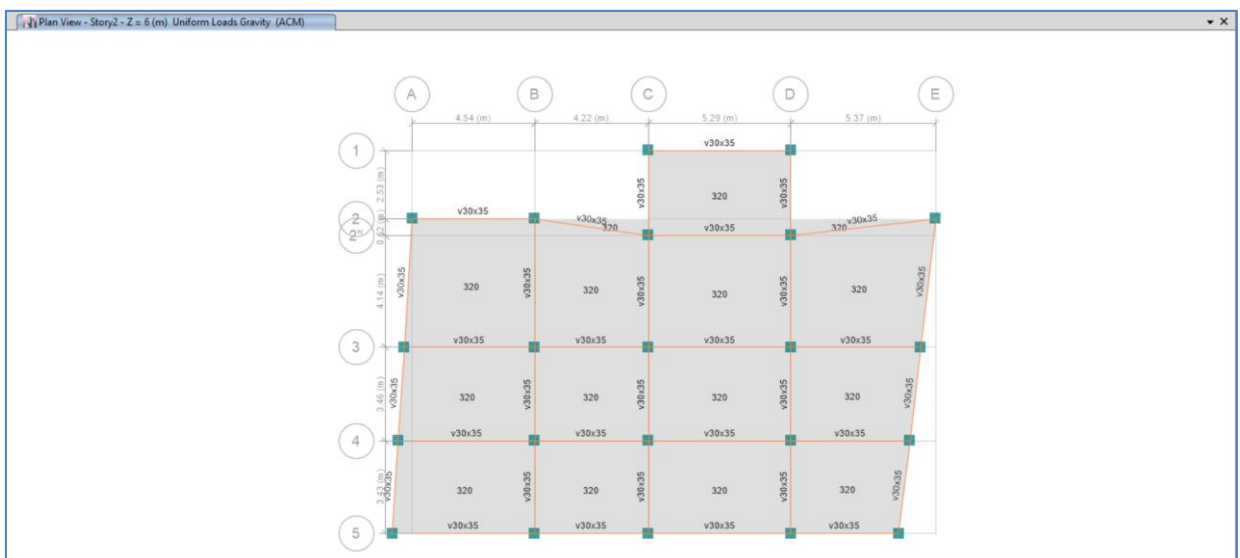 Plan View - Story2 - Z = 6 (m) Uniform Loads Gravity (ACM)
A B C D E
4.54 (m) 4.22 (m) 5.29 (m) 5.37 (m)
1
v30x35
2.53 (m)
v30x35 320 v30x35
2
v30x35 v30x35 320 v30x35 320 v30x35
2"
0.62 (m)
4.14 (m)
v30x35 320 v30x35 320 v30x35 320 v30x35 320 v30x35
3
v30x35 v30x35 v30x35 v30x35
3.46 (m)
v30x35 320 v30x35 320 v30x35 320 v30x35 320 v30x35
4
v30x35 v30x35 v30x35 v30x35
3.43 (m)
v30x35 320 v30x35 320 v30x35 320 v30x35 320 v30x35
5
v30x35 v30x35 v30x35 v30x35